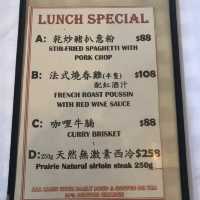 LUNCH SPECIAL
A: 乾炒豬扒意粉 $88
STIR-FRIED SPAGHETTI WITH
PORK CHOP
B: 法式燒春雞(半隻) $108
配紅酒汁
FRENCH ROAST POUSSIN
WITH RED WINE SAUCE
C: 咖喱牛腩 $88
CURRY BRISKET
D: 250g 天然無激素西冷 $258
Prairie Natural sirloin steak 250g